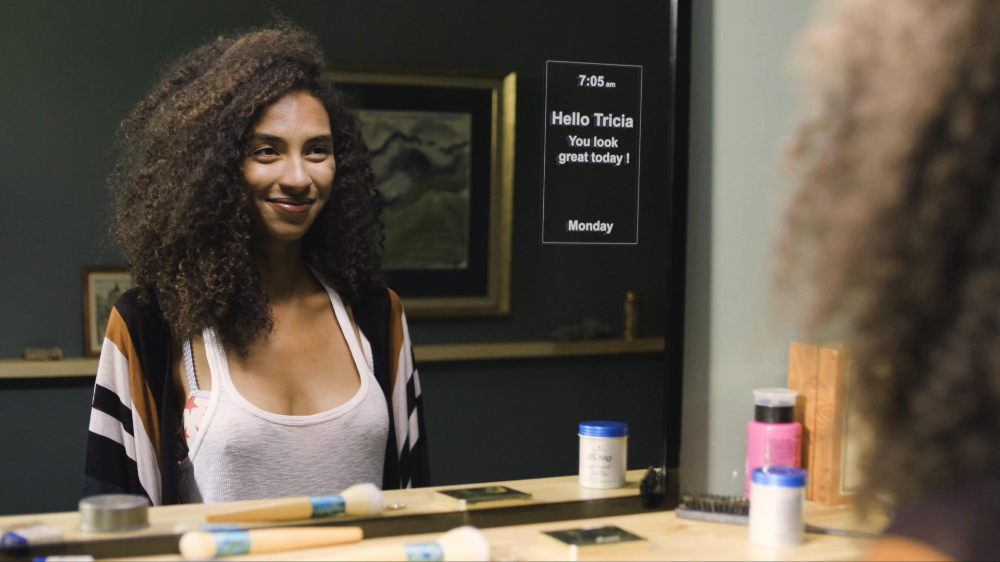 7:05 am
Hello Tricia
You look
great today !
Monday
got2b